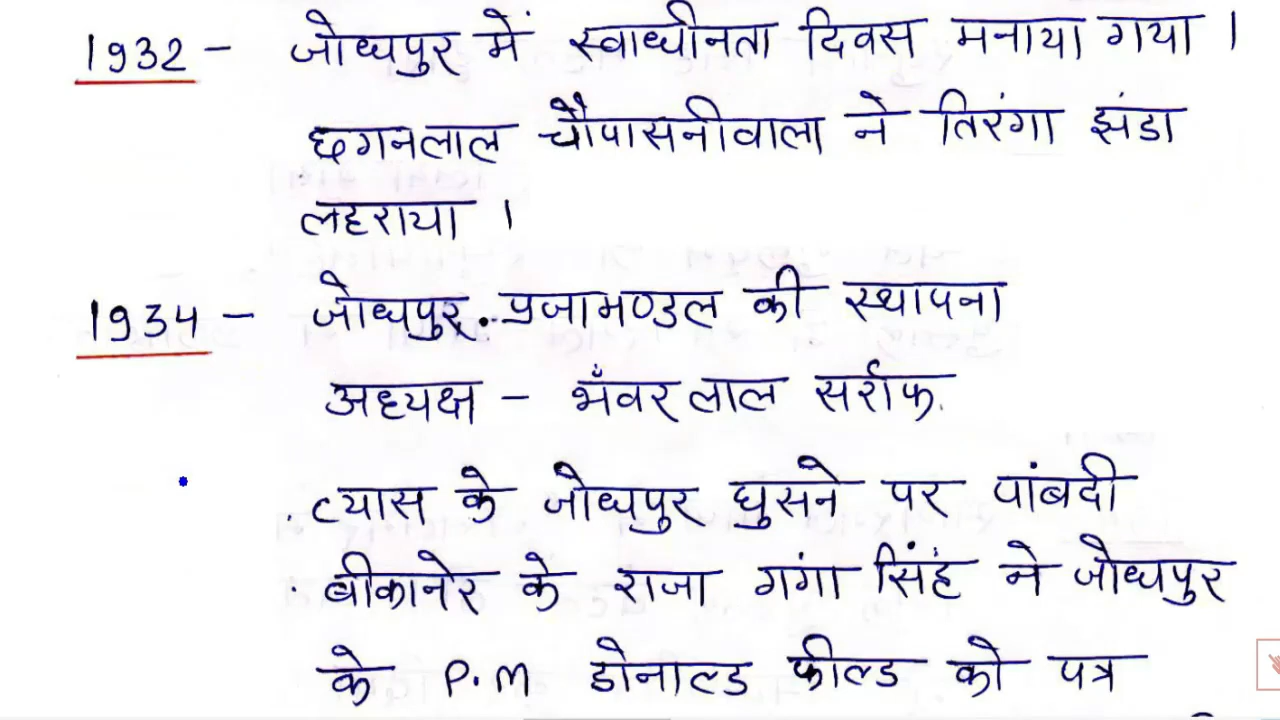 1932 - जोधपुर में स्वाधीनता दिवस मनाया गया ।
छगनलाल चौपासनीवाला ने तिरंगा झंडा
लहराया ।
1934 - जोधपुर प्रजामण्डल की स्थापना
अध्यक्ष - भँवरलाल सर्राफ
व्यास के जोधपुर घुसने पर पांबदी
बीकानेर के राजा गंगा सिंह ने जोधपुर
के P.M डोनाल्ड फील्ड को पत्र